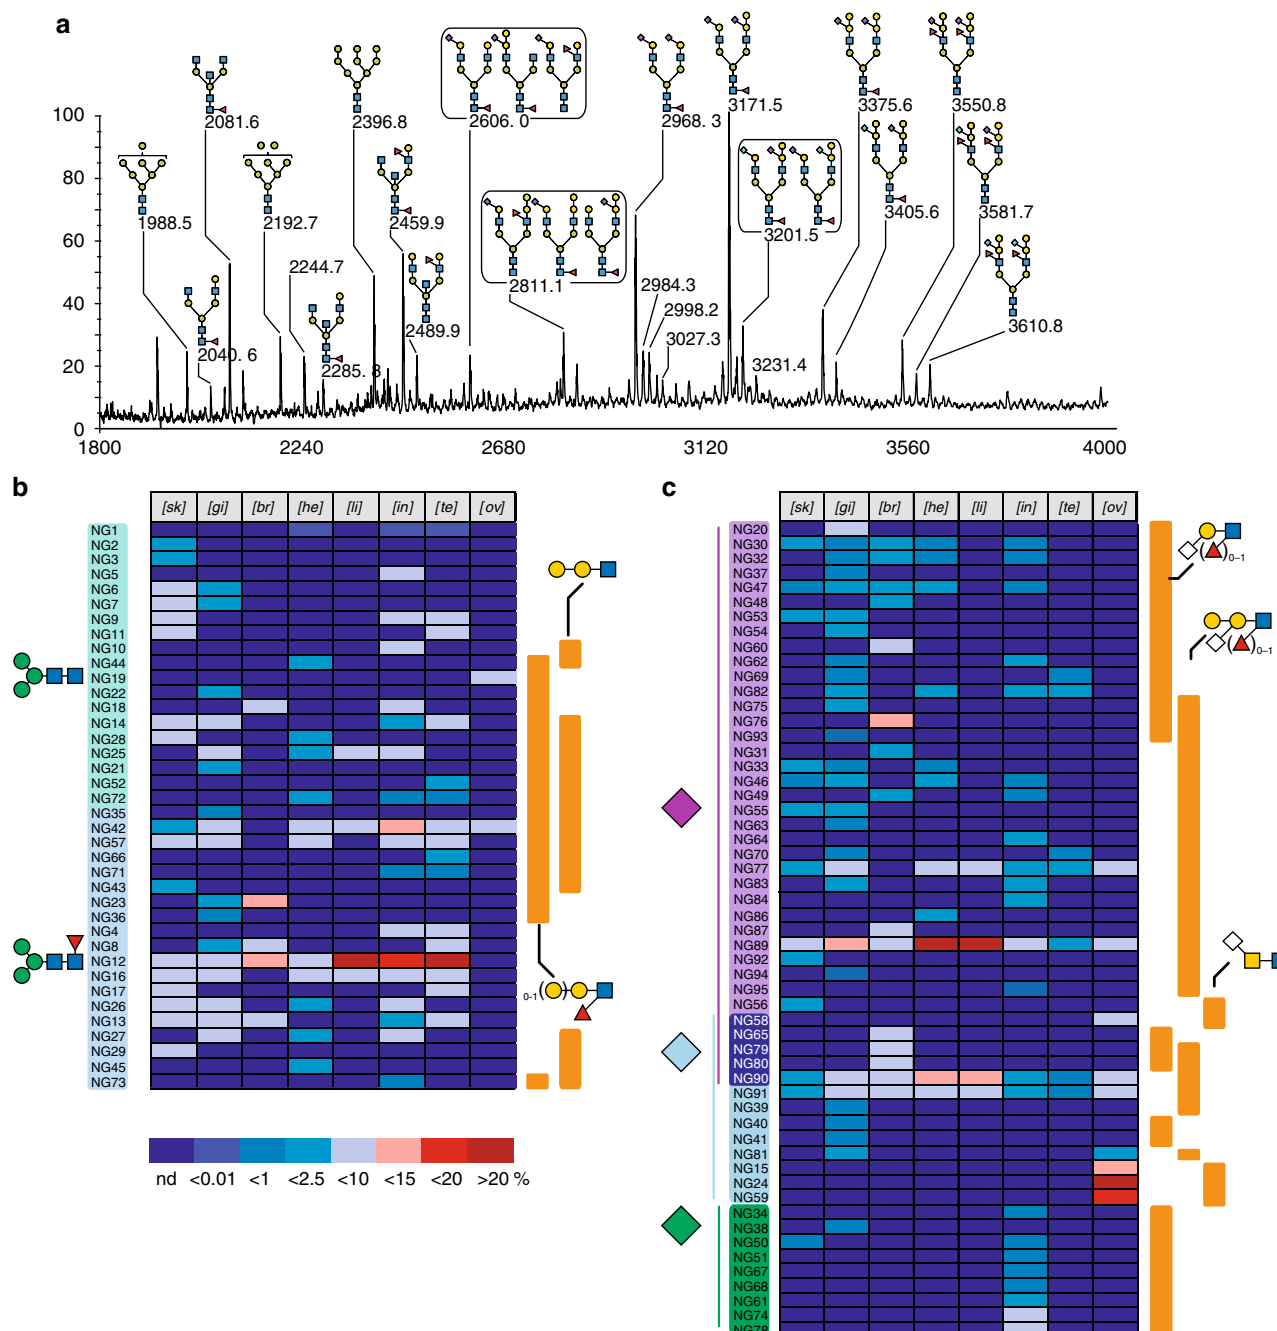 a
3171.5
3375.6
3550.8
2081.6
2396.8
2606. 0
2968. 3
100
80
60
40
20
0
1988.5
2192.7
2459.9
3201.5
3405.6
3581.7
2244.7
2811.1
2984.3
2998.2
3027.3
3610.8
2040. 6
2285. 8
2489.9
3231.4
1800 2240 2680 3120 3560 4000
b
[sk] [gi] [br] [he] [li] [in] [te] [ov]
NG1
NG2
NG3
NG5
NG6
NG7
NG9
NG11
NG10
NG44
NG19
NG22
NG18
NG14
NG28
NG25
NG21
NG52
NG72
NG35
NG42
NG57
NG66
NG71
NG43
NG23
NG36
NG4
NG8
NG12
NG16
NG17
NG26
NG13
NG27
NG29
NG45
NG73
0-1( )
nd <0.01 <1 <2.5 <10 <15 <20 >20 %
c
[sk] [gi] [br] [he] [li] [in] [te] [ov]
NG20
NG30
NG32
NG37
NG47
NG48
NG53
NG54
NG60
NG62
NG69
NG82
NG75
NG76
NG93
NG31
NG33
NG46
NG49
NG55
NG63
NG64
NG70
NG77
NG83
NG84
NG86
NG87
NG89
NG92
NG94
NG95
NG56
NG58
NG65
NG79
NG80
NG90
NG91
NG39
NG40
NG41
NG81
NG15
NG24
NG59
NG34
NG38
NG50
NG51
NG67
NG68
NG61
NG74
NG78
( )0–1
( )0–1